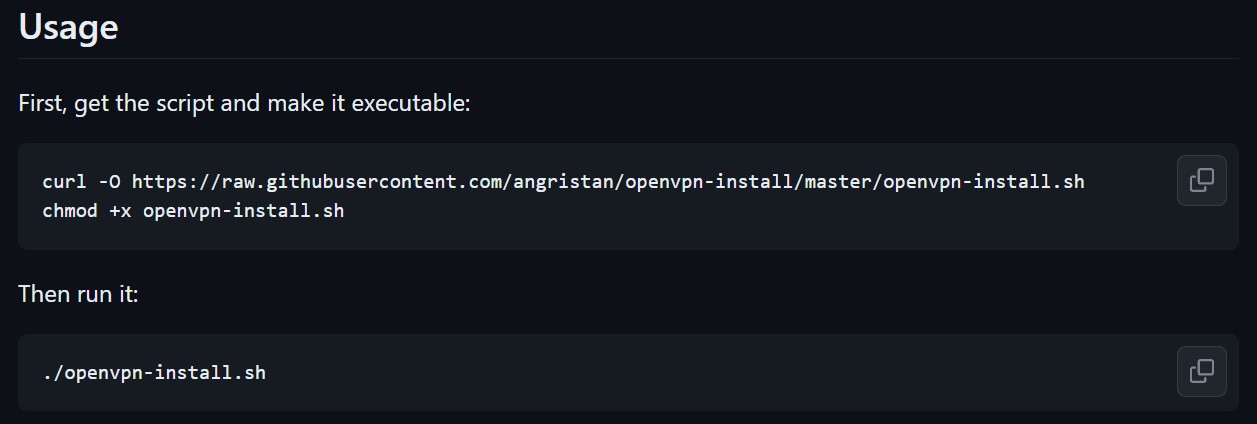 Usage
First, get the script and make it executable:
curl -O https://raw.githubusercontent.com/angristan/openvpn-install/master/openvpn-install.sh
chmod +x openvpn-install.sh
Then run it:
./openvpn-install.sh